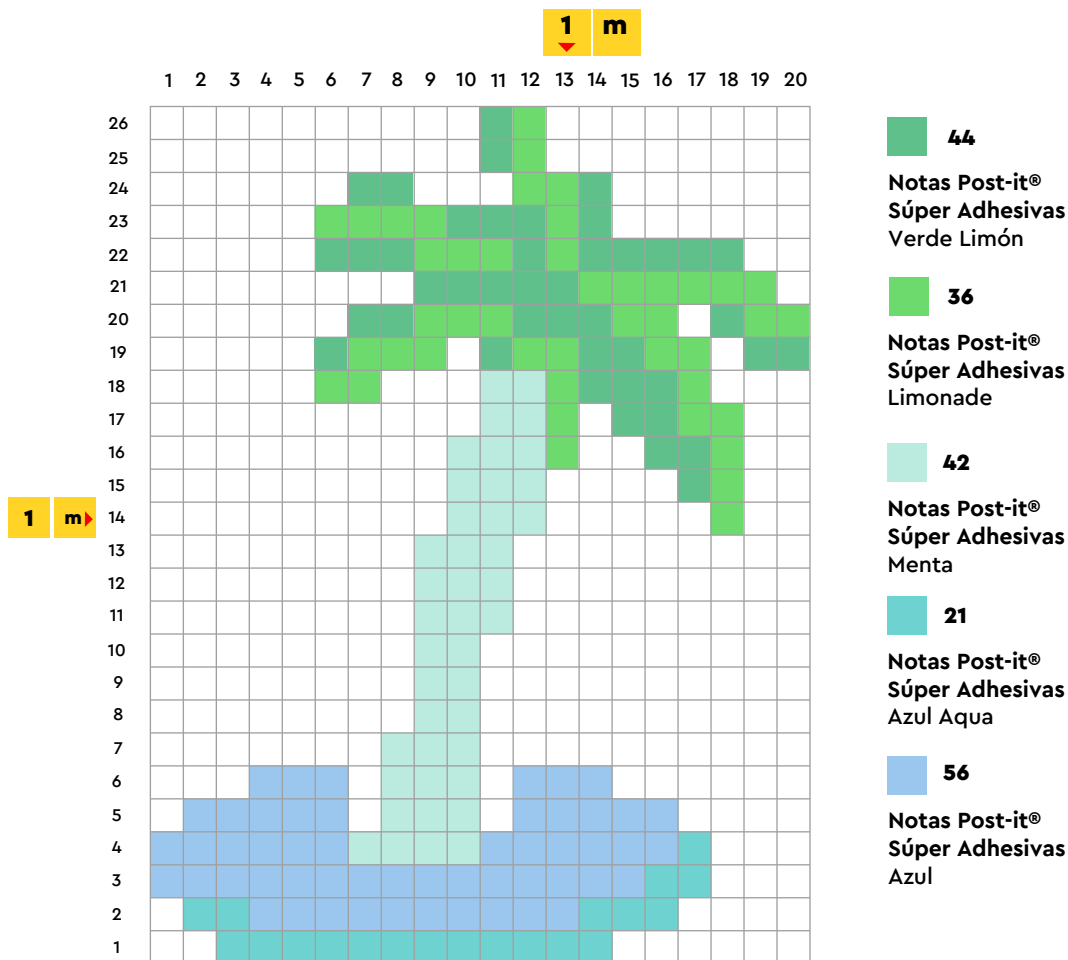 1 m
1 2 3 4 5 6 7 8 9 10 11 12 13 14 15 16 17 18 19 20
26
25
24
23
22
21
20
19
18
17
16
15
1 m 14
13
12
11
10
9
8
7
6
5
4
3
2
1
44
Notas Post-it®
Súper Adhesivas
Verde Limón
36
Notas Post-it®
Súper Adhesivas
Limonade
42
Notas Post-it®
Súper Adhesivas
Menta
21
Notas Post-it®
Súper Adhesivas
Azul Aqua
56
Notas Post-it®
Súper Adhesivas
Azul